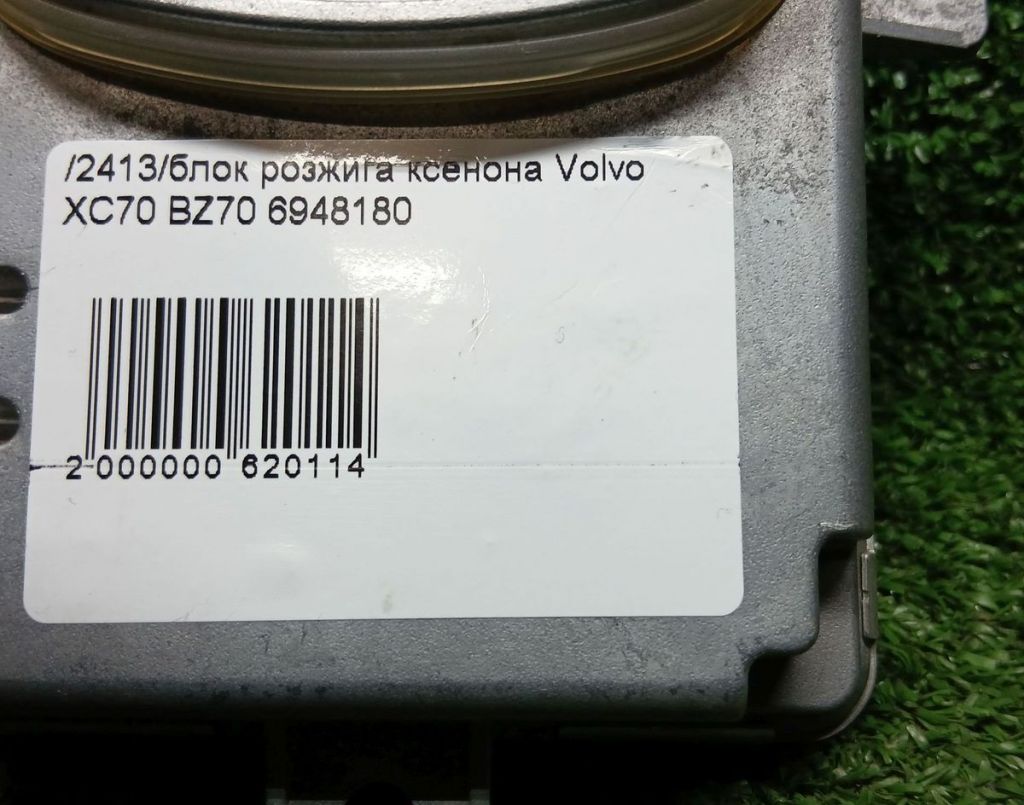 /2413/блок розжига ксенона Volvo
XC70 BZ70 6948180
2 000000 620114